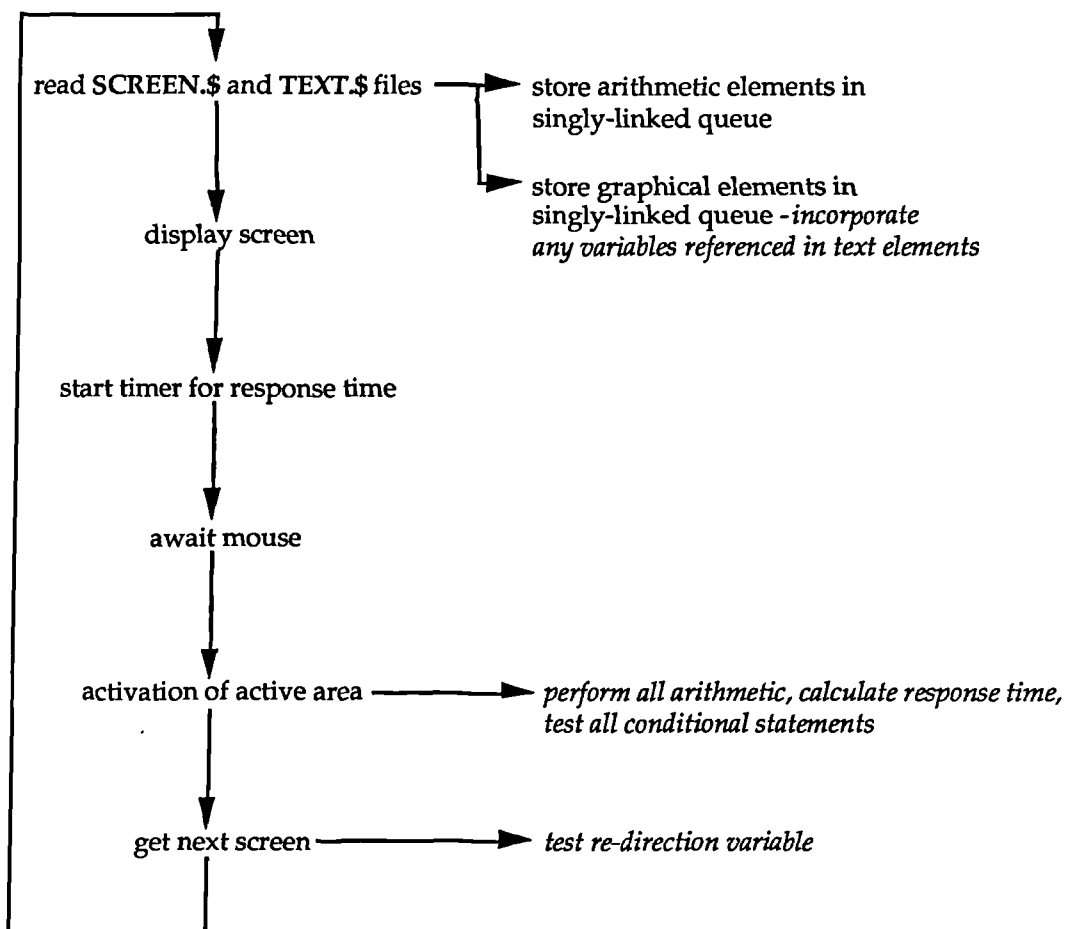 read SCREEN.$ and TEXT.$ files
store arithmetic elements in
singly-linked queue
store graphical elements in
singly-linked queue -incorporate
any variables referenced in text elements
display screen
start timer for response time
await mouse
activation of active area
perform all arithmetic, calculate response time,
test all conditional statements
get next screen
test re-direction variable